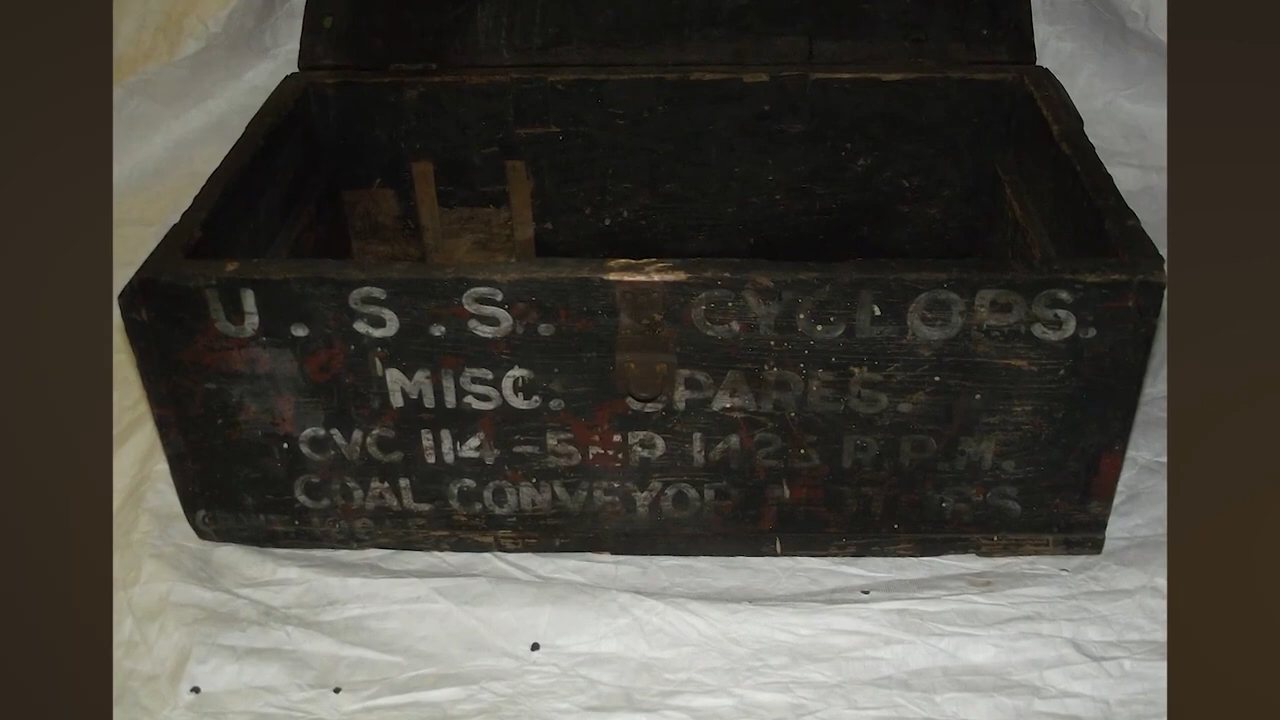 U.S.S. CYCLOPS.
MISC. SPARES.
CVC 114-5HP 1425 R.P.M.
COAL CONVEYOR